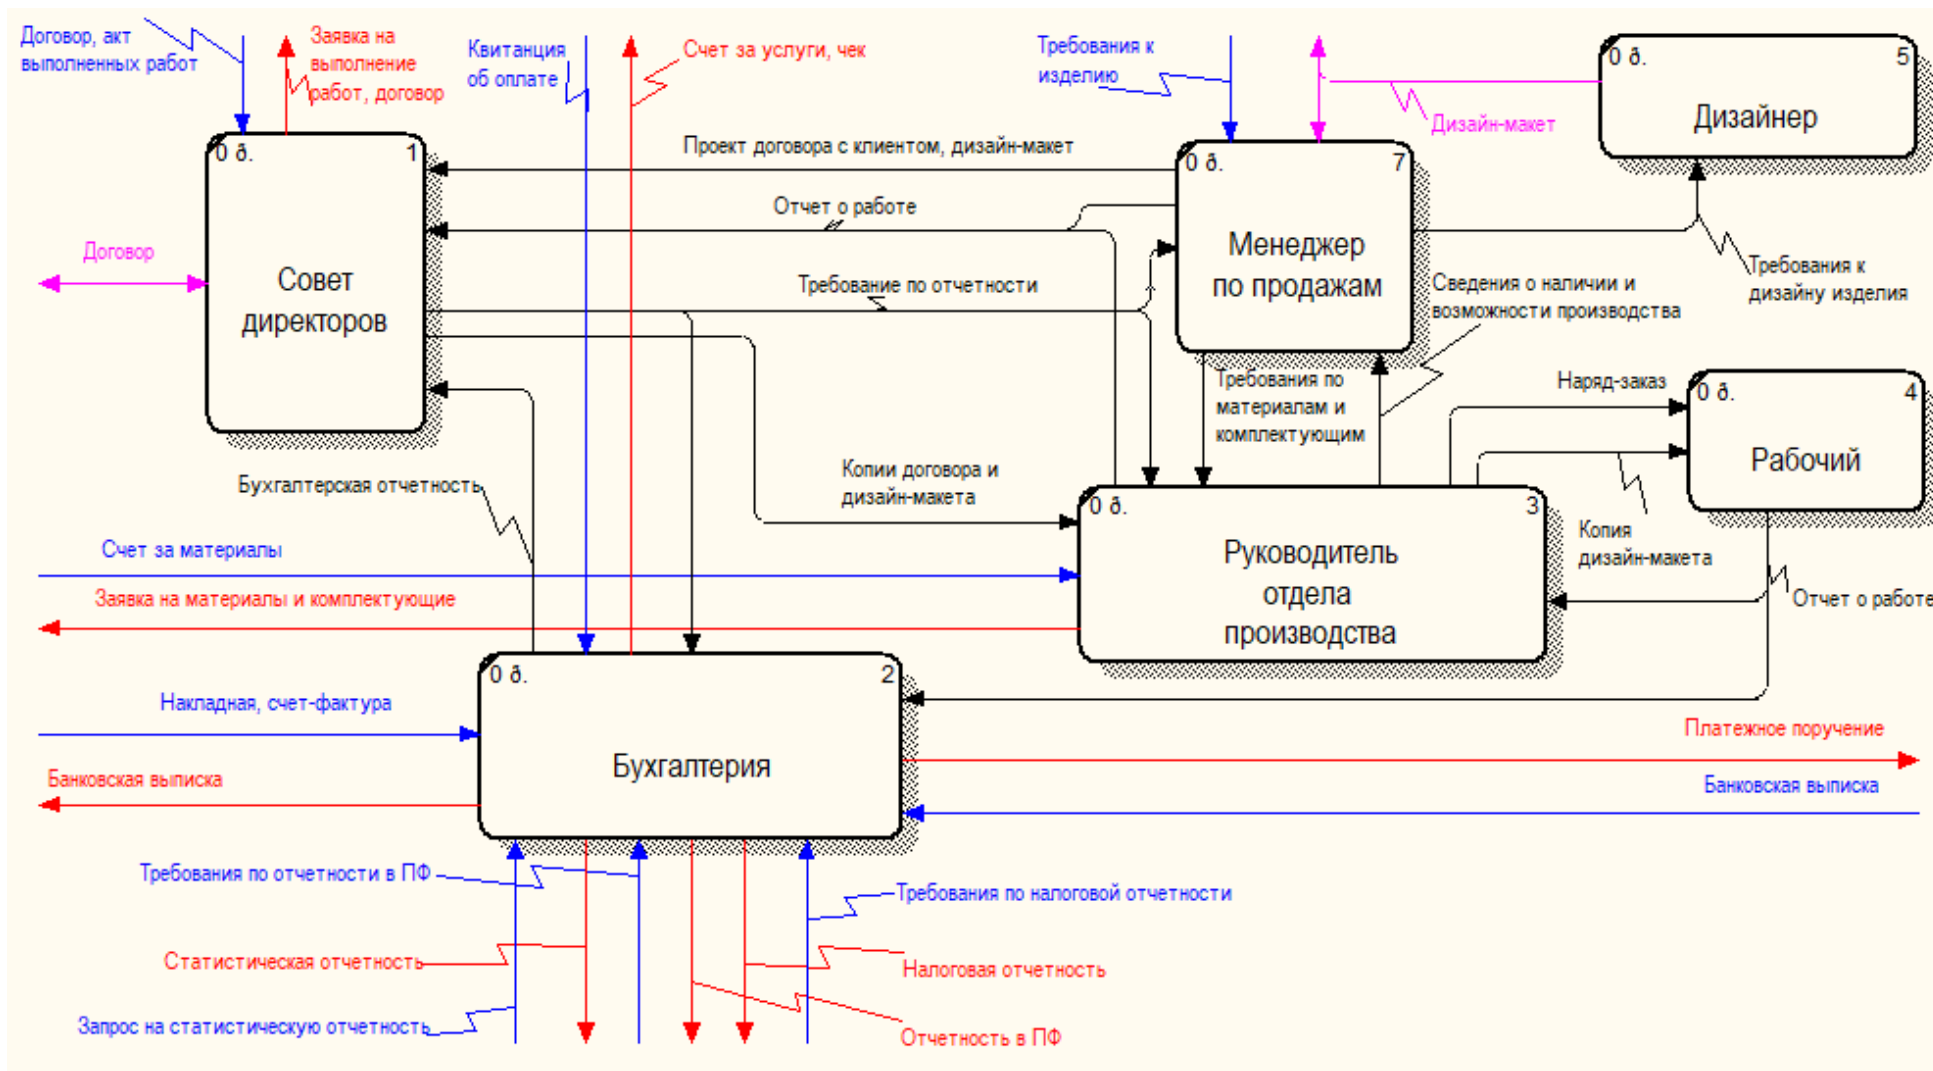 Договор, акт
выполненных работ
Заявка на
выполнение
работ, договор
Квитанция
об оплате
Счет за услуги, чек
Требования к
изделию
Дизайн-макет
0 р.
5
Дизайнер
0 р.
1
Совет
директоров
Проект договора с клиентом, дизайн-макет
Отчет о работе
Требование по отчетности
0 р.
7
Менеджер
по продажам
Договор
Требования к
дизайну изделия
Сведения о наличии и
возможности производства
Требования по
материалам и
комплектующим
Наряд-заказ
0 р.
4
Рабочий
Бухгалтерская отчетность
Копии договора и
дизайн-макета
0 р.
3
Руководитель
отдела
производства
Копия
дизайн-макета
Отчет о работе
Счет за материалы
Заявка на материалы и комплектующие
0 р.
2
Бухгалтерия
Накладная, счет-фактура
Банковская выписка
Платежное поручение
Банковская выписка
Требования по отчетности в ПФ
Требования по налоговой отчетности
Статистическая отчетность
Налоговая отчетность
Запрос на статистическую отчетность
Отчетность в ПФ